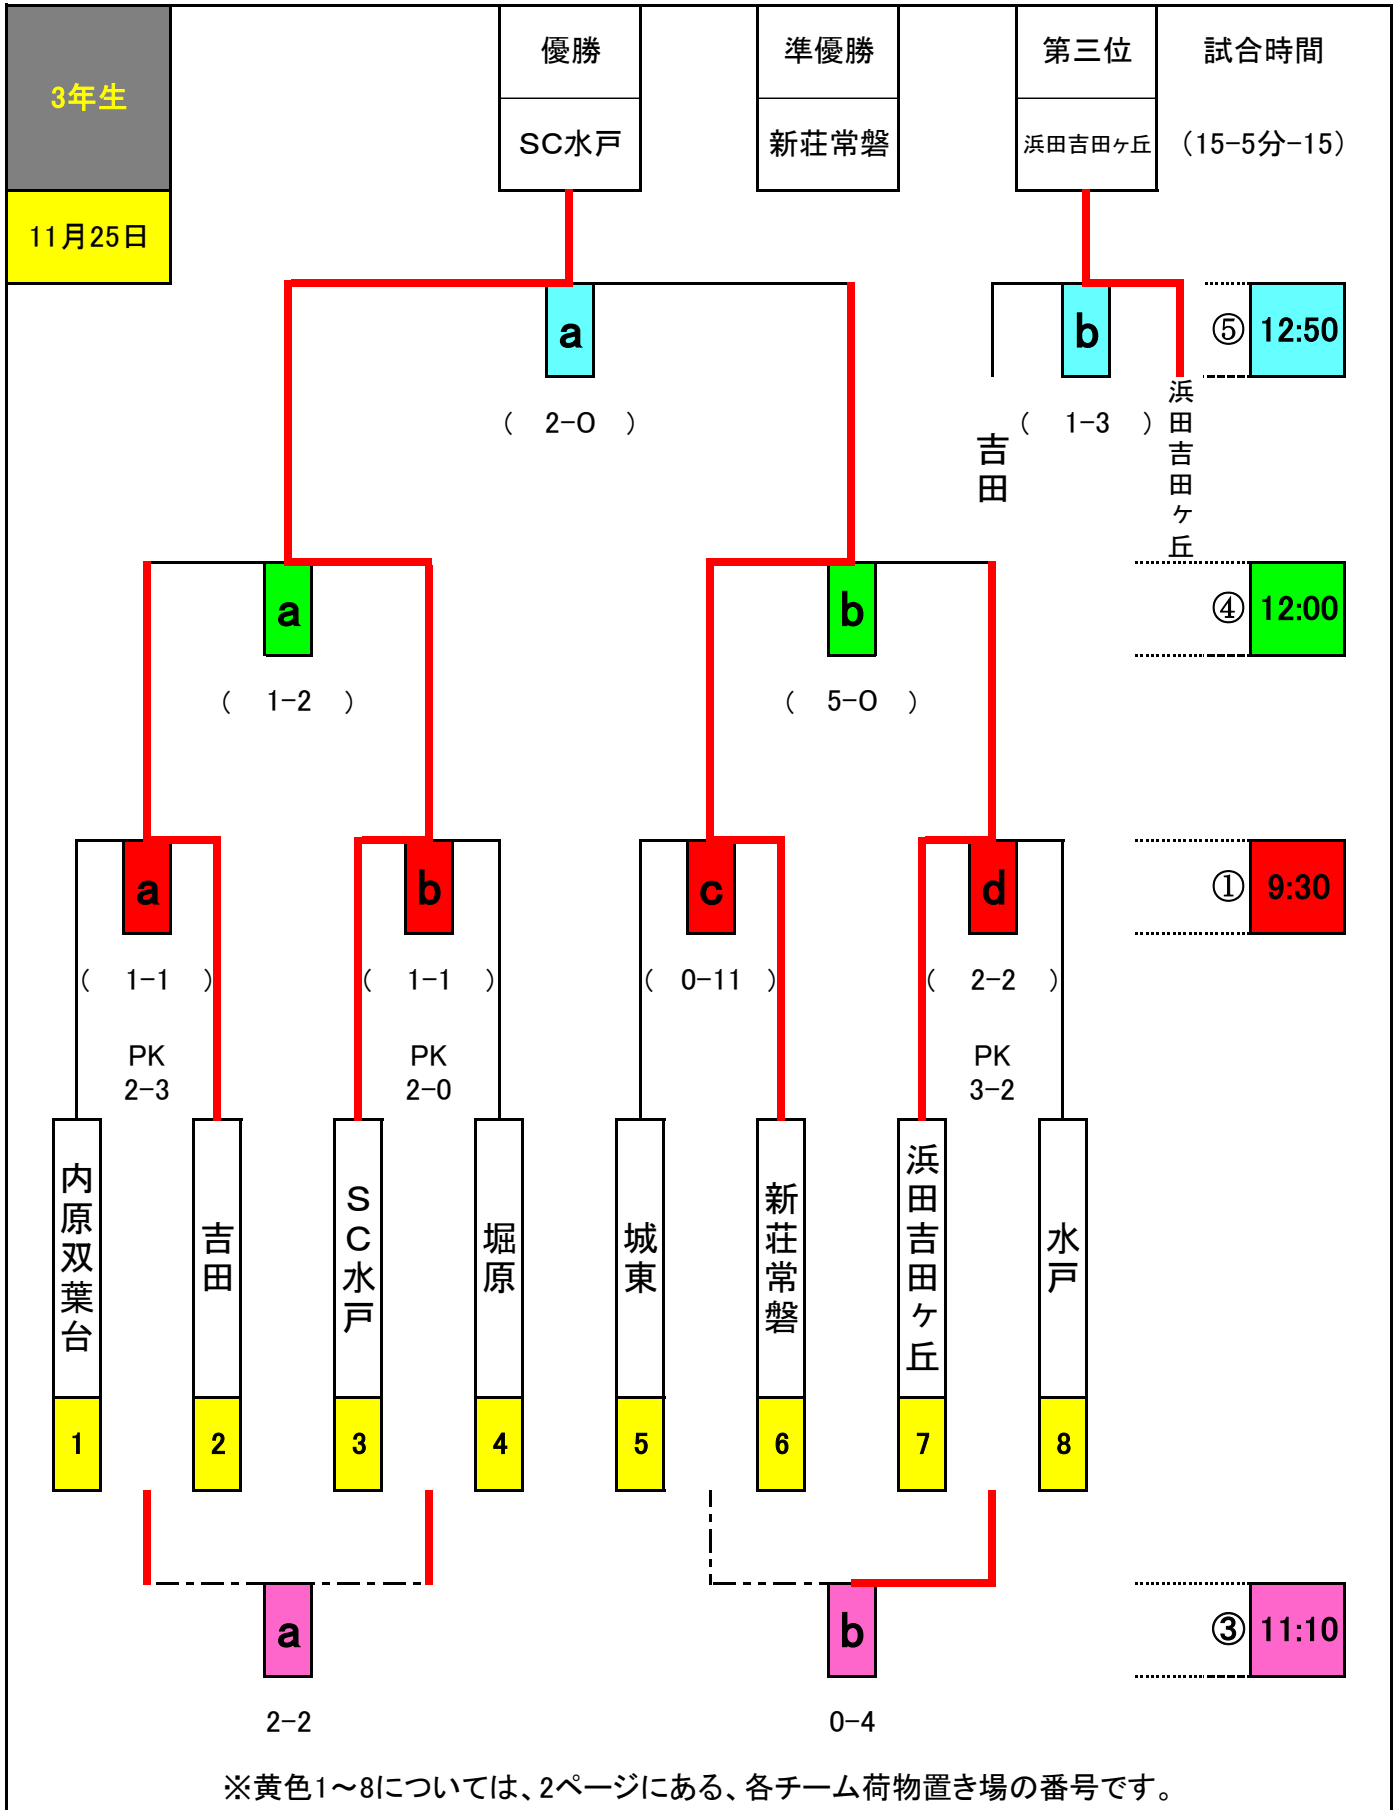 3年生
11月25日
優勝
SC水戸
準優勝
新荘常磐
第三位
浜田吉田ヶ丘
試合時間
（15-5分-15）
a
b
⑤ 12:50
（ 2-0 ）
吉田
（ 1-3 ）
浜田吉田ヶ丘
a
b
④ 12:00
（ 1-2 ）
（ 5-0 ）
a
b
c
d
① 9:30
（ 1-1 ）
（ 1-1 ）
（ 0-11 ）
（ 2-2 ）
PK
2-3
PK
2-0
PK
3-2
内原双葉台
吉田
SC水戸
堀原
城東
新荘常磐
浜田吉田ヶ丘
水戸
1
2
3
4
5
6
7
8
a
b
③ 11:10
2-2
0-4
※黄色1～8については、2ページにある、各チーム荷物置き場の番号です。